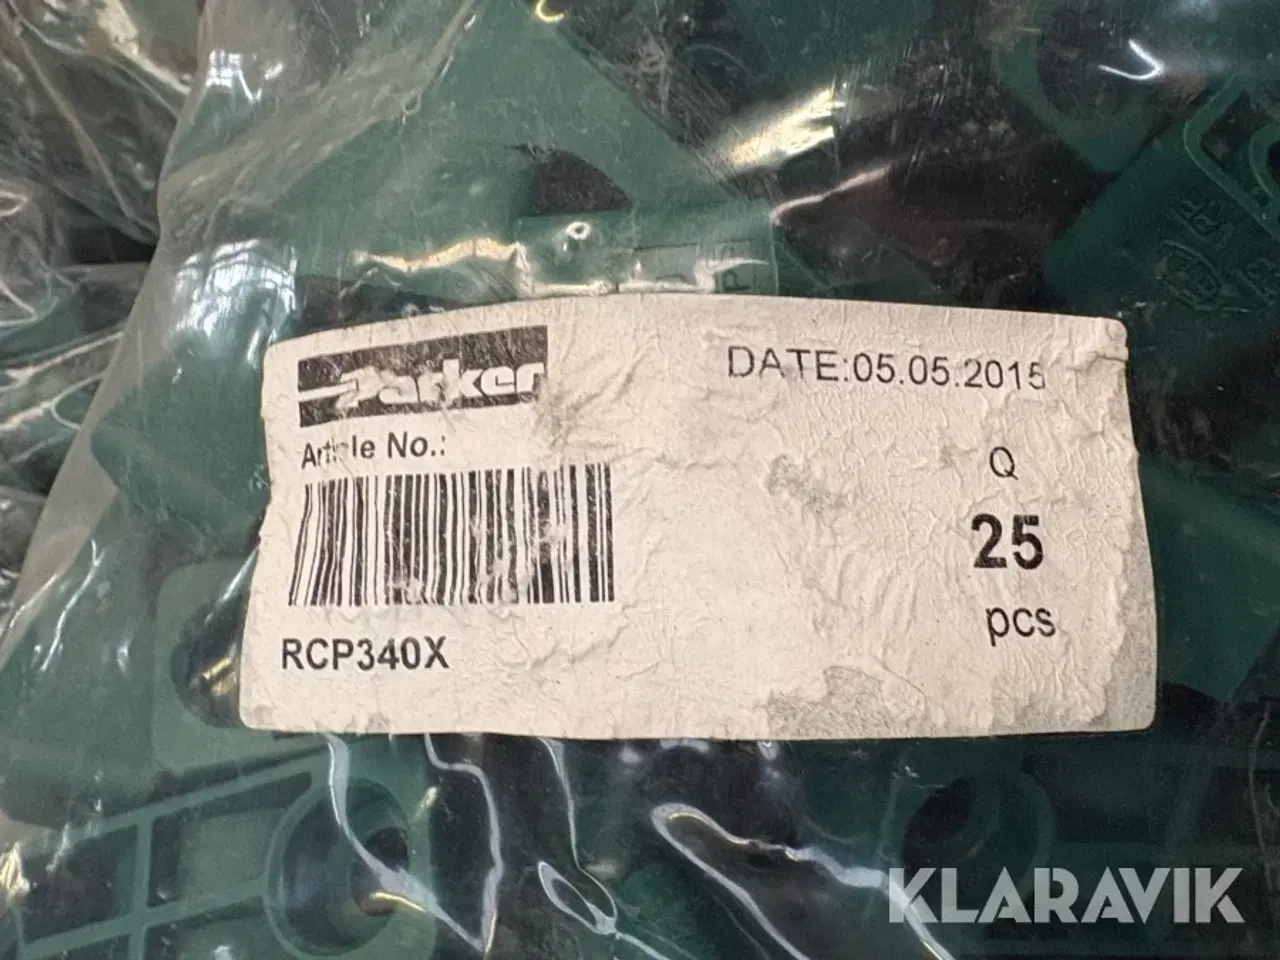 Parker
DATE:05.05.2015
Article No.:
Q
25
pcs
RCP340X
KLARAVIK